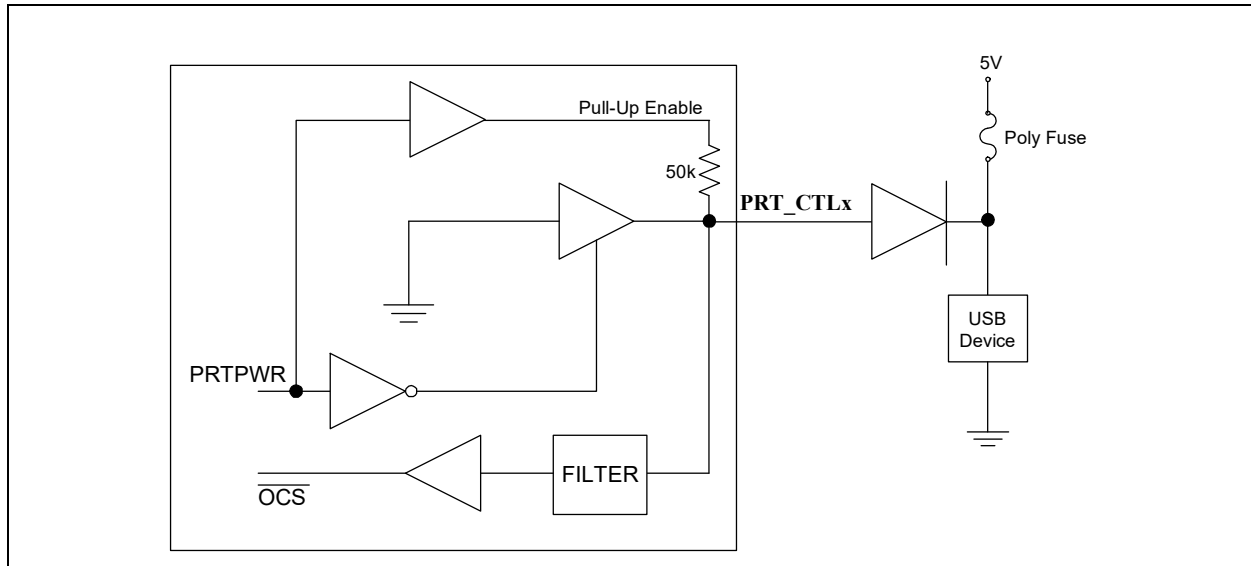 5V
Pull-Up Enable
Poly Fuse
50k
PRT_CTLx
USB
Device
PRTPWR
FILTER
OCS